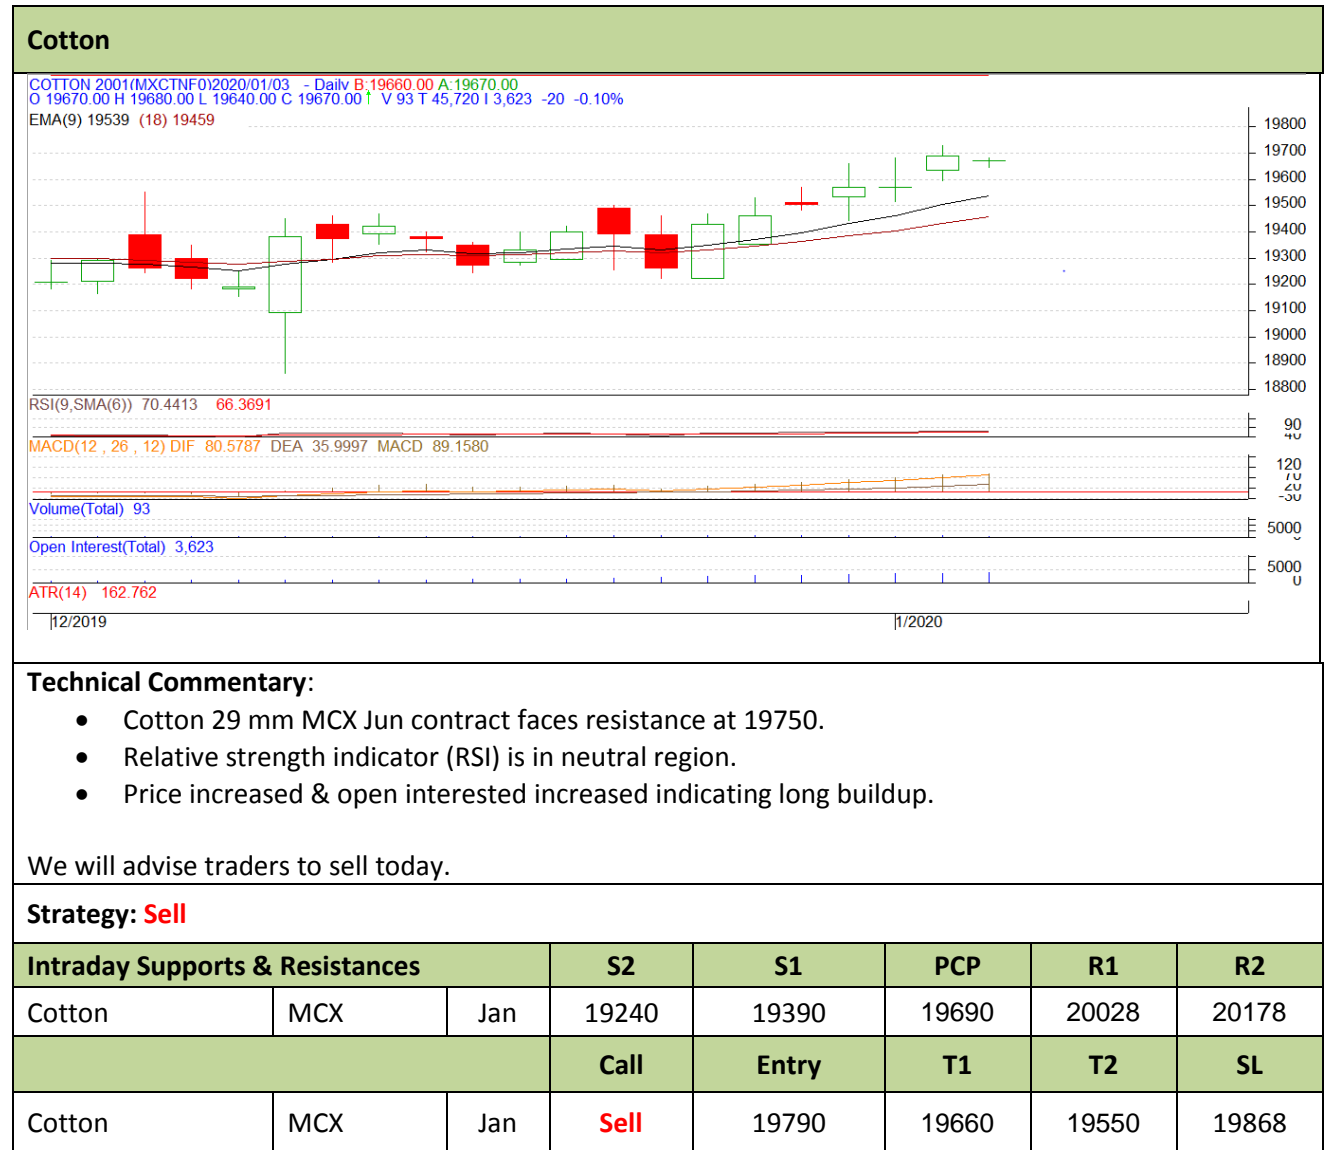 Cotton
COTTON 2001(MXCTNF0)2020/01/03 - Daily B:19660.00 A:19670.00
O 19670.00 H 19680.00 L 19640.00 C 19670.00↑ V 93 T 45,720 I 3,623 -20 -0.10%
EMA(9) 19539 (18) 19459
19800
19700
19600
19500
19400
19300
19200
19100
19000
18900
18800
RSI(9,SMA(6)) 70.4413 66.3691
90
40
MACD(12 , 26 , 12) DIF 80.5787 DEA 35.9997 MACD 89.1580
120
70
20
-30
Volume(Total) 93
5000
Open Interest(Total) 3,623
5000
0
ATR(14) 162.762
12/2019 1/2020
Technical Commentary:
• Cotton 29 mm MCX Jun contract faces resistance at 19750.
• Relative strength indicator (RSI) is in neutral region.
• Price increased & open interested increased indicating long buildup.
We will advise traders to sell today.
Strategy: Sell
Intraday Supports & Resistances S2 S1 PCP R1 R2
Cotton MCX Jan 19240 19390 19690 20028 20178
Call Entry T1 T2 SL
Cotton MCX Jan Sell 19790 19660 19550 19868